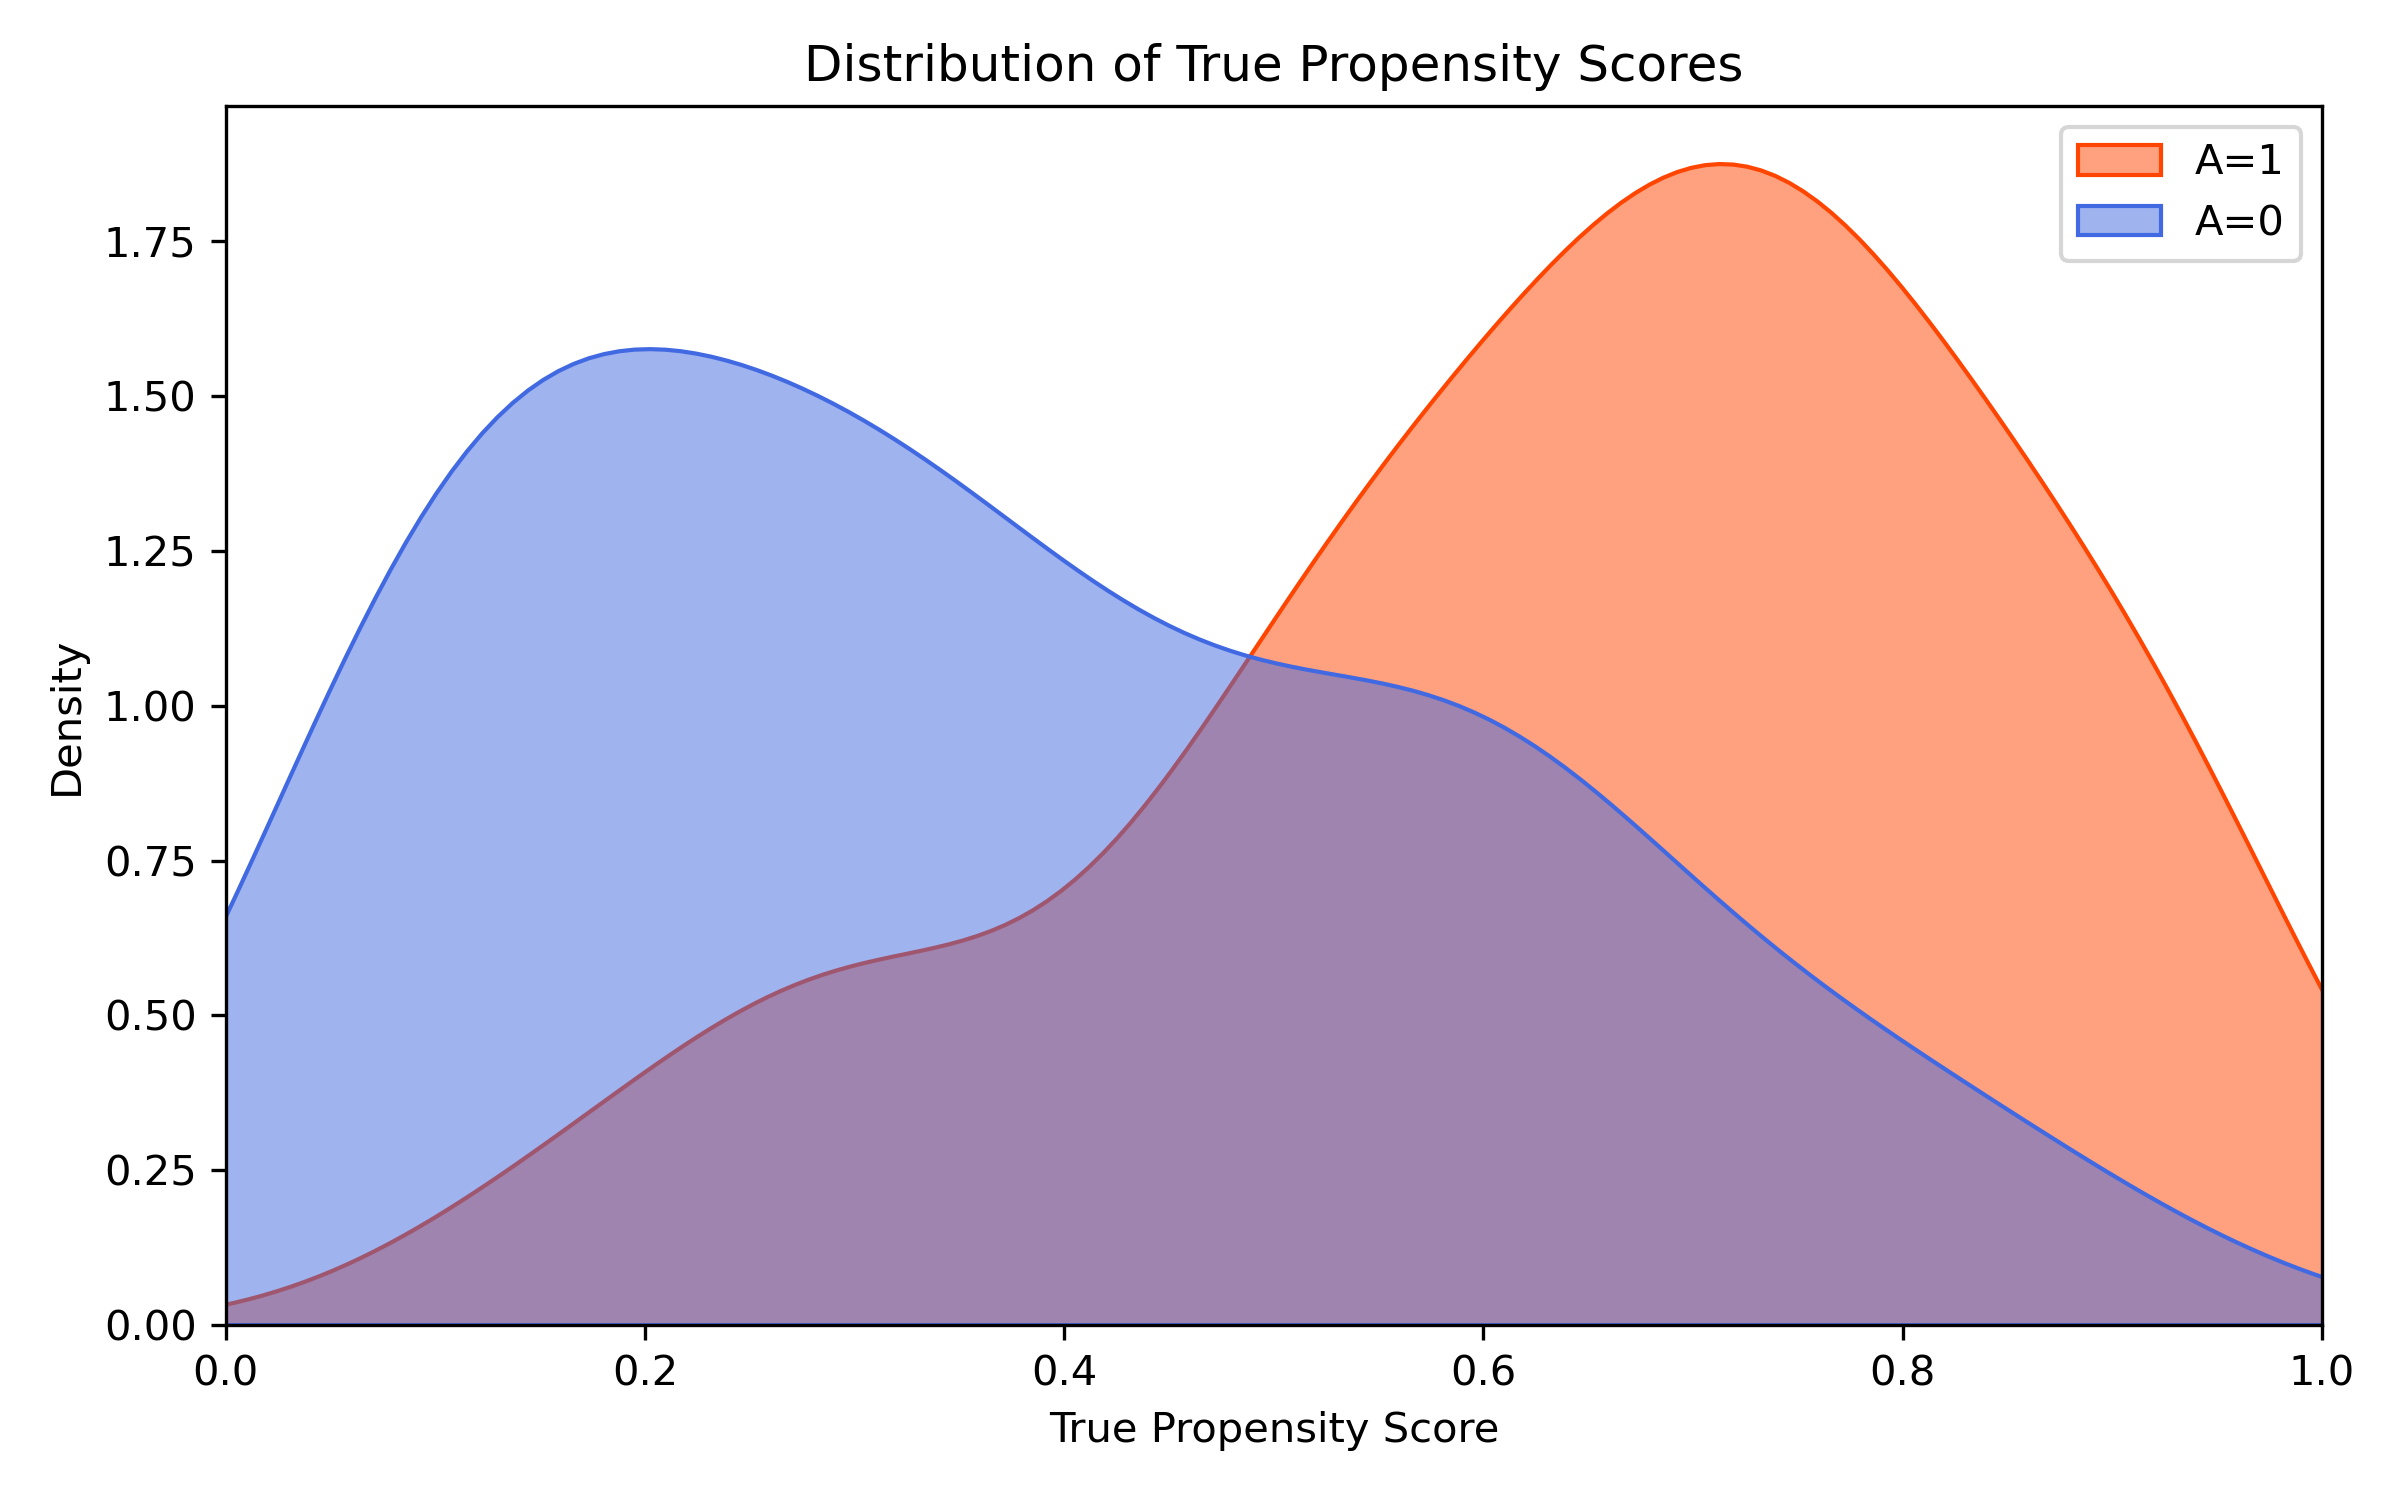 Distribution of True Propensity Scores
A=1
A=0
1.75
1.50
1.25
1.00
0.75
0.50
0.25
0.00
Density
0.0 0.2 0.4 0.6 0.8 1.0
True Propensity Score